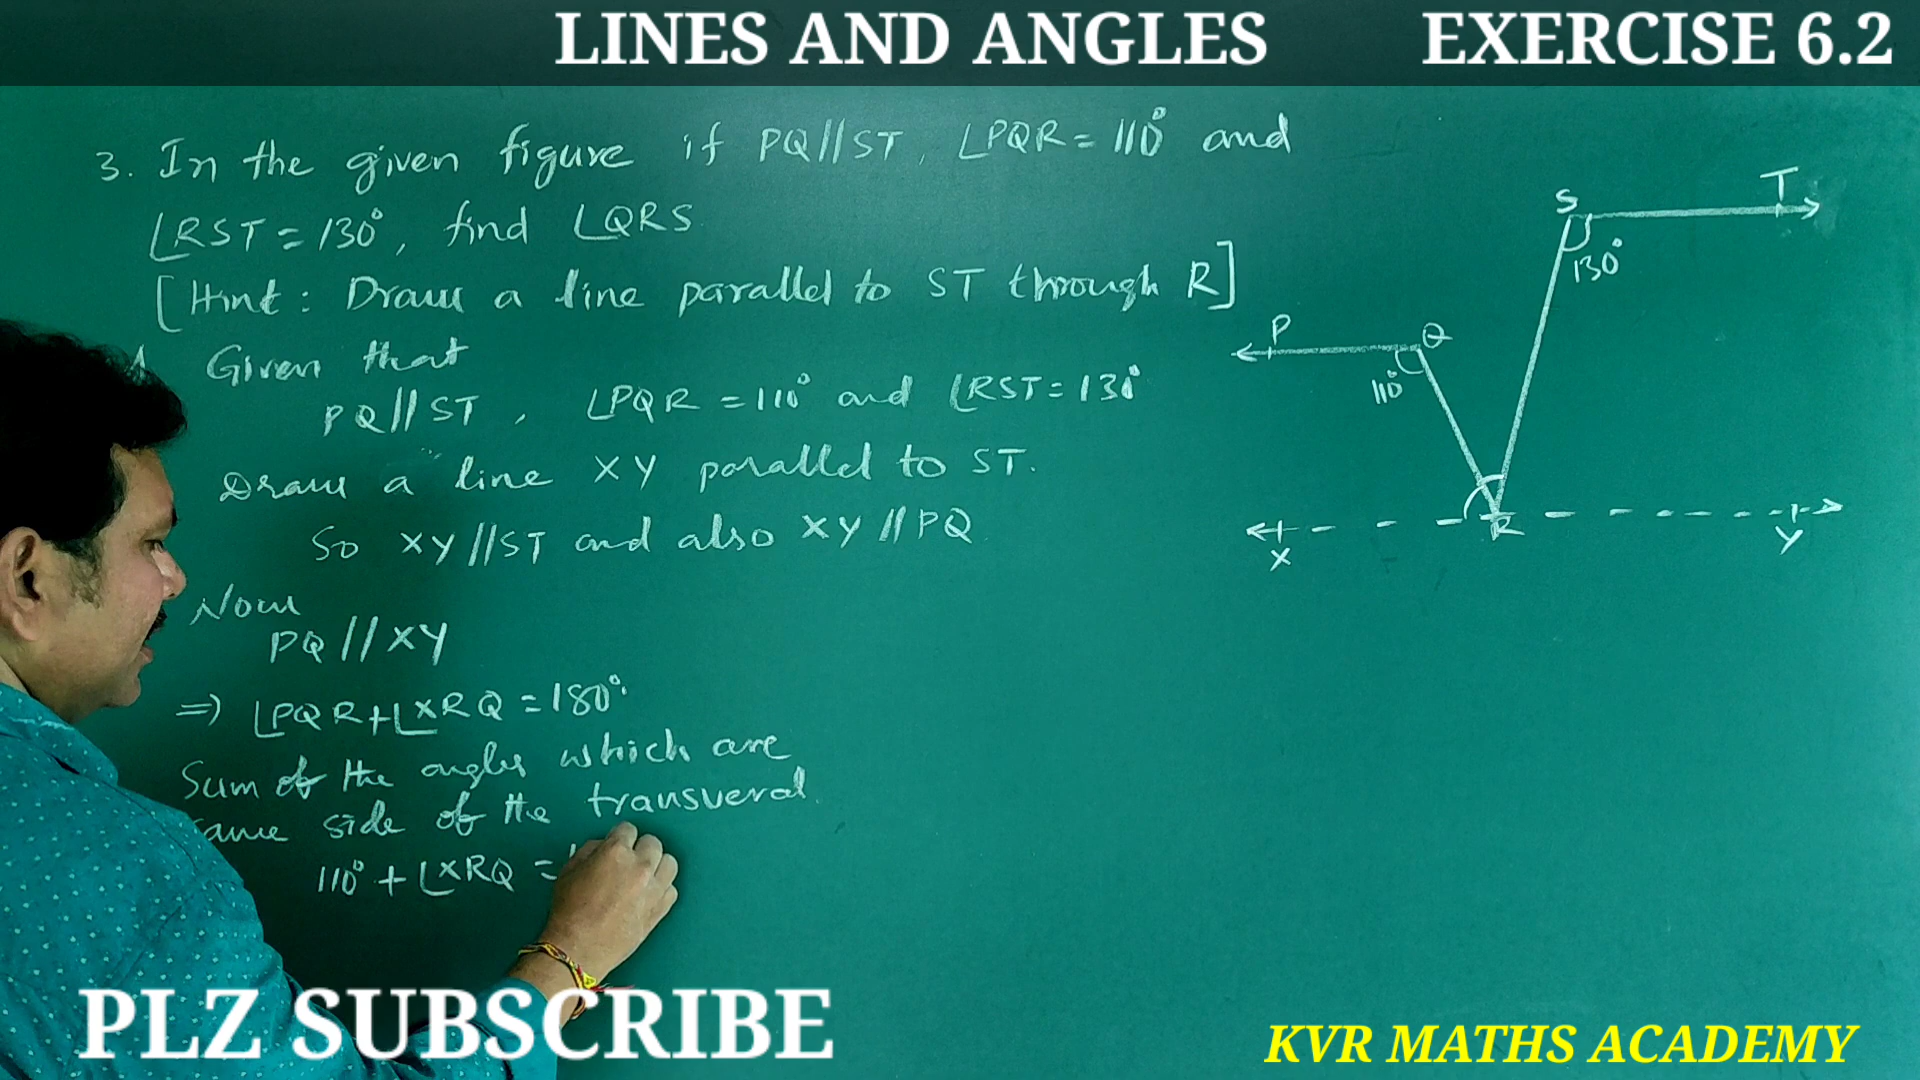 LINES AND ANGLES EXERCISE 6.2
3. In the given figure if PQ//ST, ∠PQR = 110° and
∠RST = 130°, find ∠QRS
[Hint: Draw a line parallel to ST through R]
Given that
PQ//ST, ∠PQR = 110° and ∠RST = 130°
Draw a line XY parallel to ST.
So XY//ST and also XY//PQ
Now
PQ//XY
⇒ ∠PQR + ∠XRQ = 180°
Sum of the angles which are
same side of the transveral.
110° + ∠XRQ =
S
T
130°
P
Q
110°
R
X
Y
PLZ SUBSCRIBE
KVR MATHS ACADEMY